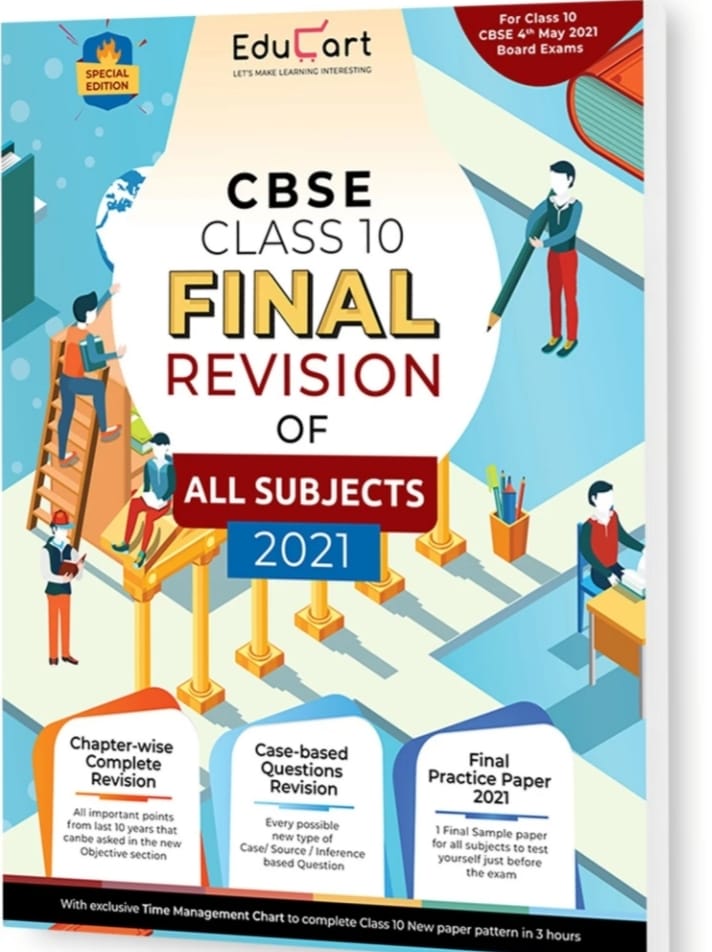 SPECIAL
EDITION
EduCart
LET'S MAKE LEARNING INTERESTING
For Class 10
CBSE 4th May 2021
Board Exams
CBSE
CLASS 10
FINAL
REVISION
OF
ALL SUBJECTS
2021
Chapter-wise
Complete
Revision
All important points
from last 10 years that
canbe asked in the new
Objective section
Case-based
Questions
Revision
Every possible
new type of
Case/ Source / Inference
based Question
Final
Practice Paper
2021
1 Final Sample paper
for all subjects to test
yourself just before
the exam
With exclusive Time Management Chart to complete Class 10 New paper pattern in 3 hours